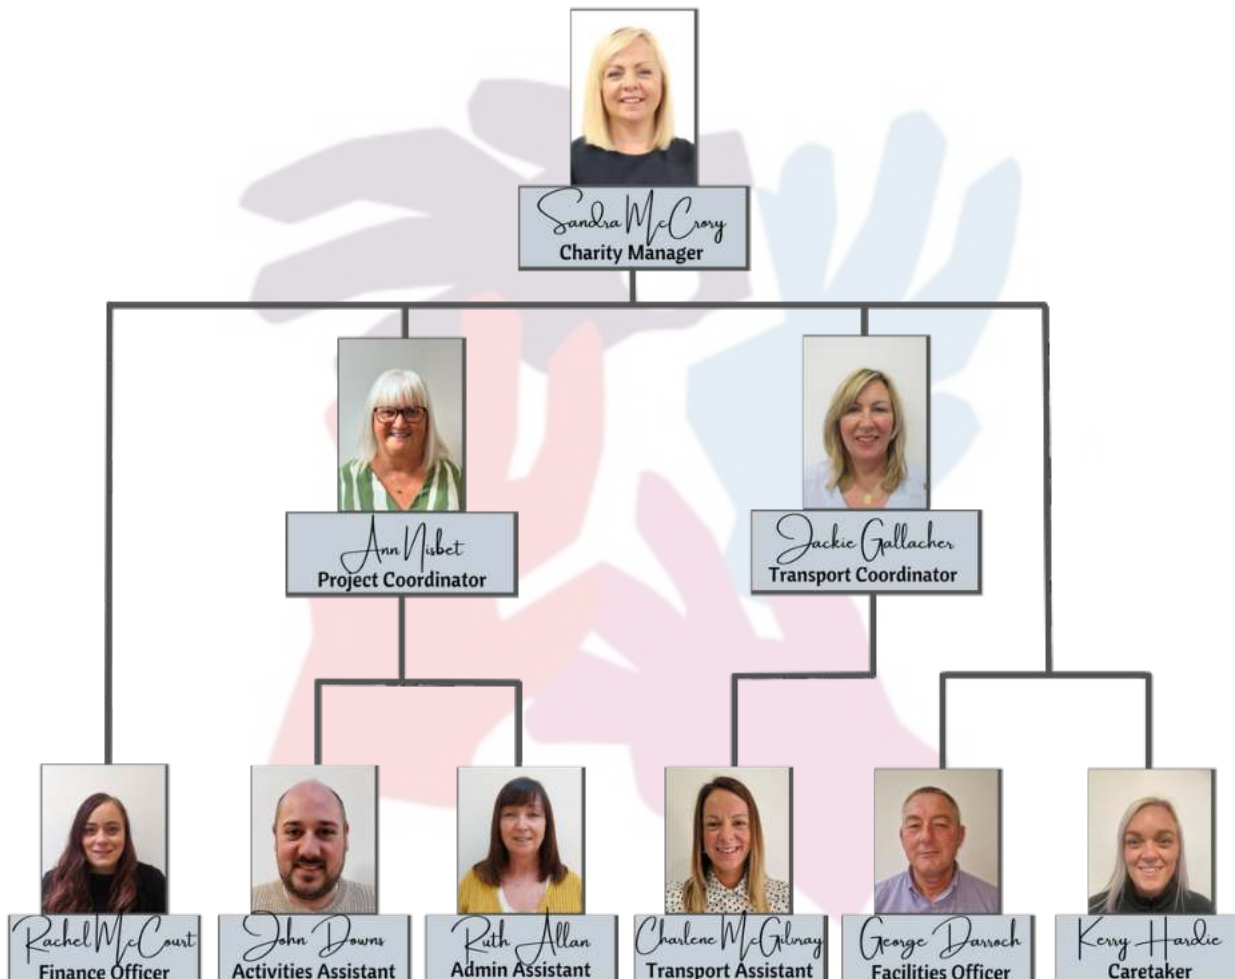 Sandra McCrory
Charity Manager
Ann Nisbet
Project Coordinator
Jackie Gallacher
Transport Coordinator
Rachel McCourt
Finance Officer
John Downs
Activities Assistant
Ruth Allan
Admin Assistant
Charlene McGilvray
Transport Assistant
George Darroch
Facilities Officer
Kerry Hardie
Caretaker